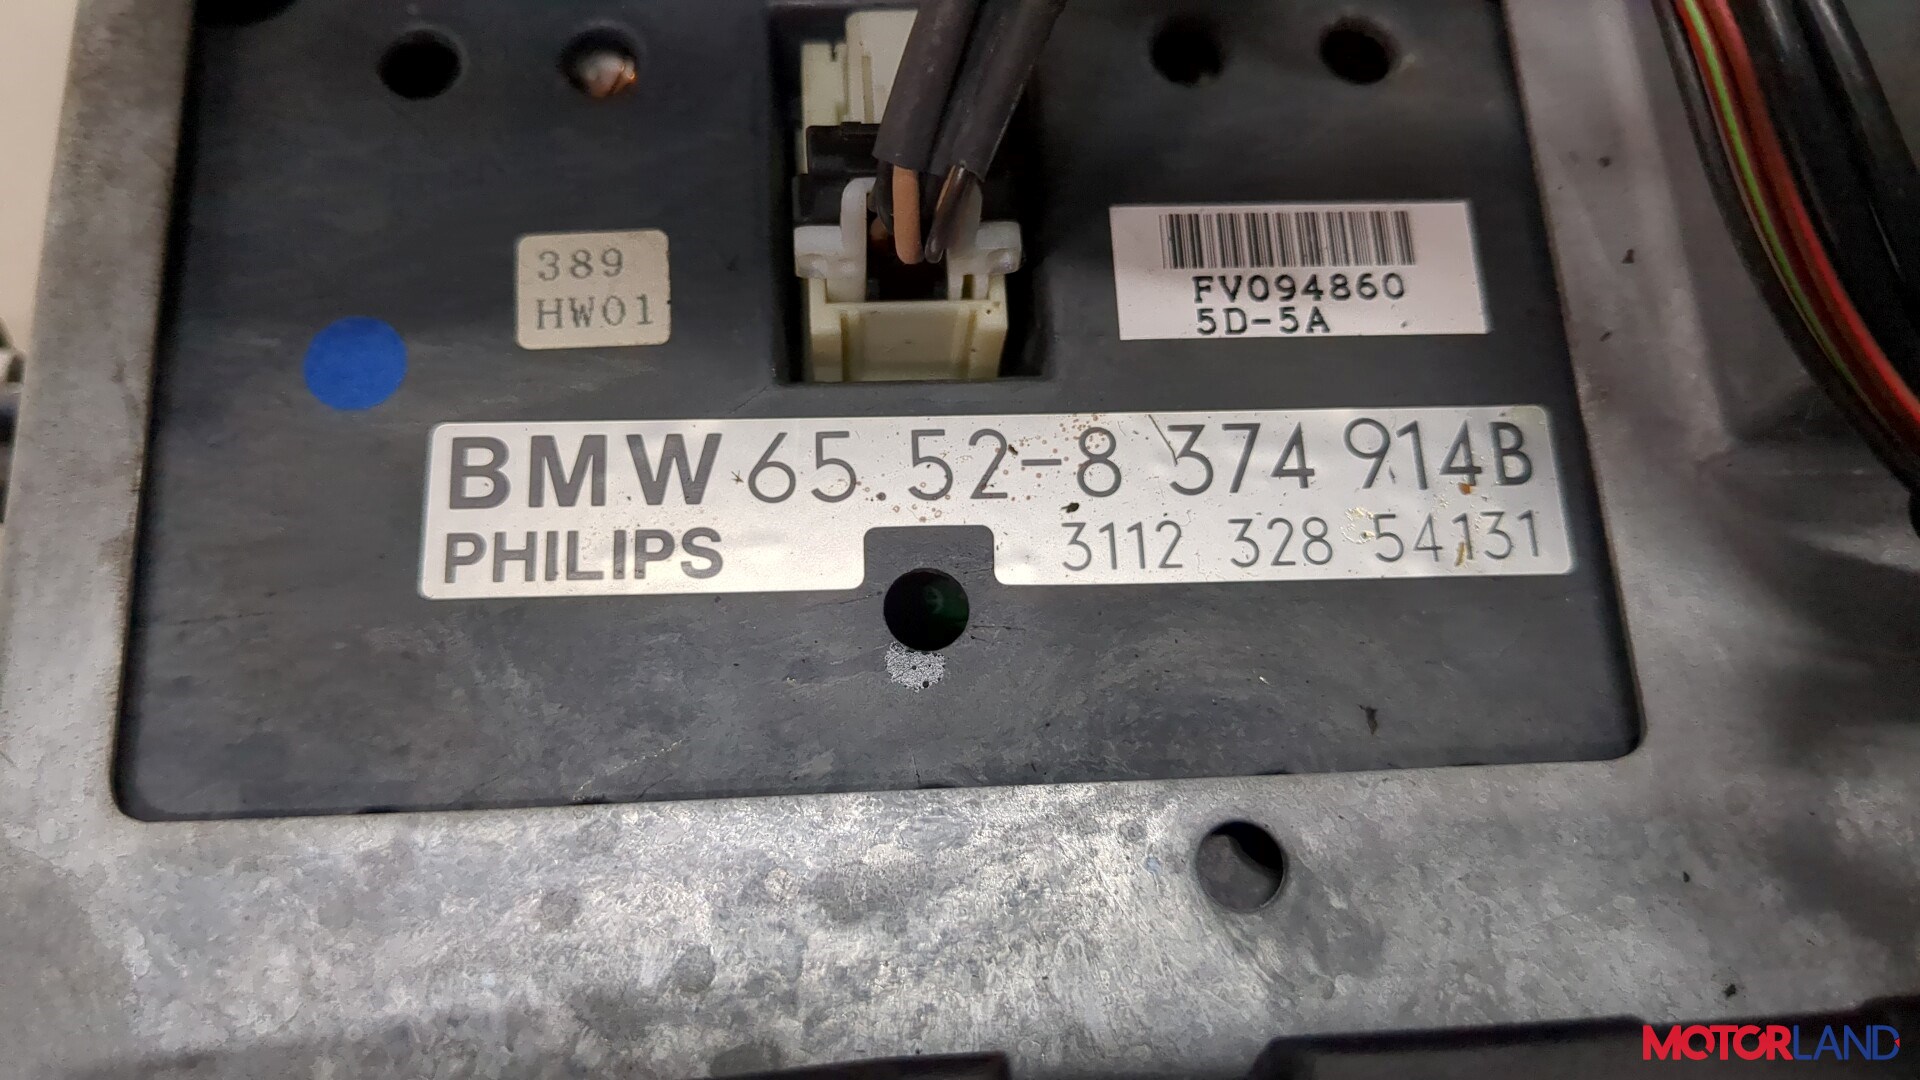 389
HW01
FV094860
5D-5A
BMW 65.52-8 374 914B
PHILIPS 3112 328 54131
MOTORLAND